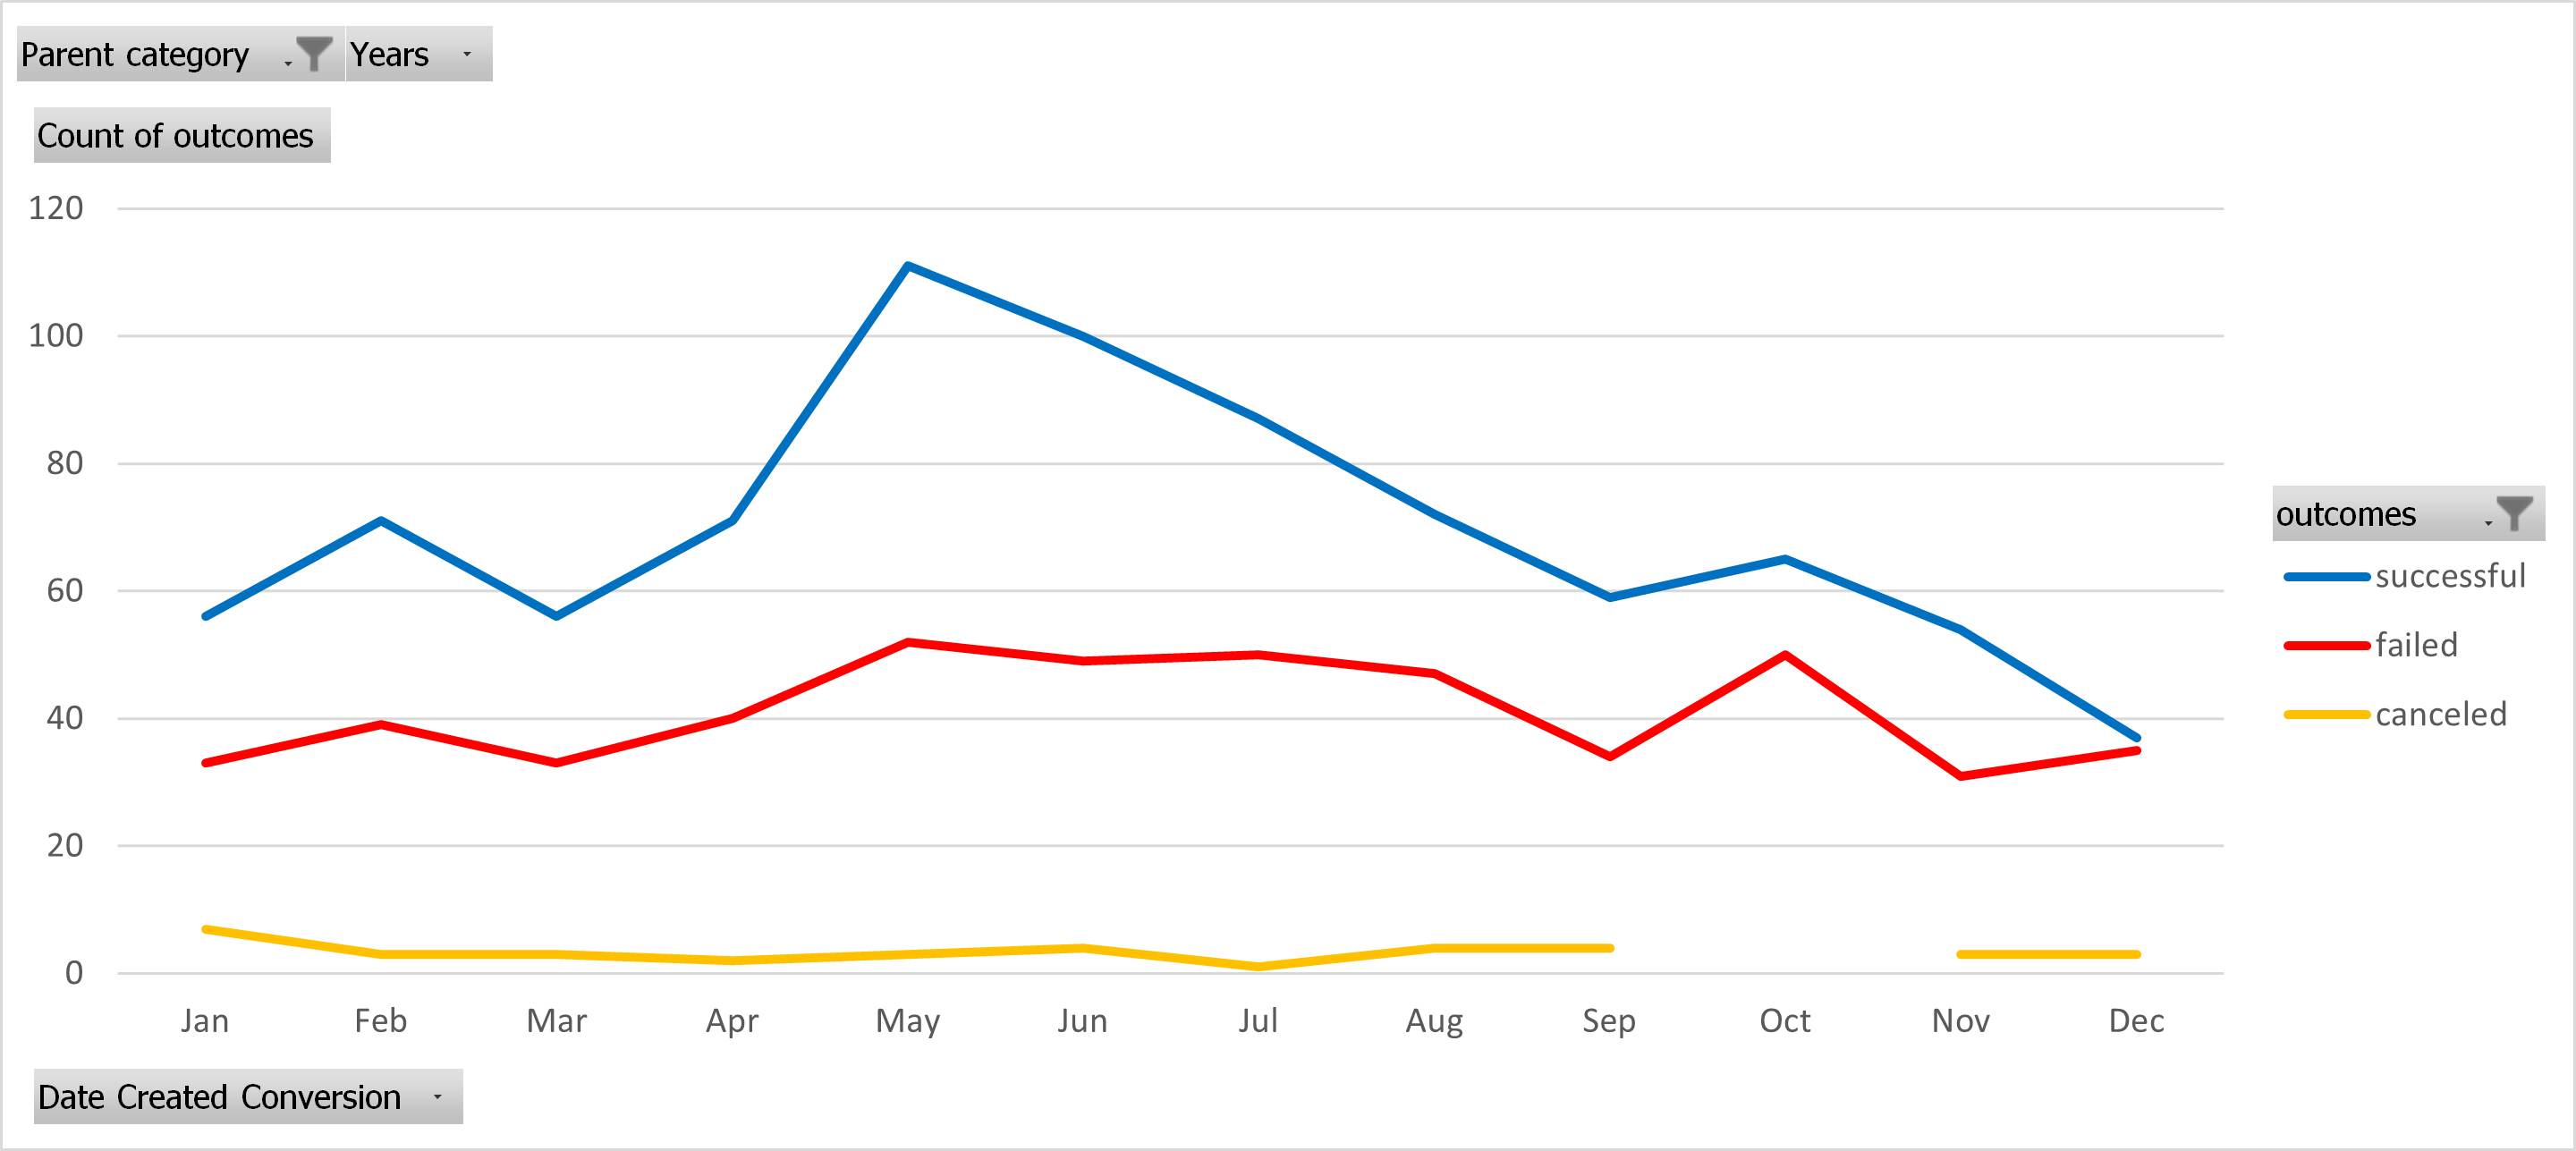 Parent category Years
Count of outcomes
120
100
80
60
40
20
0
Jan Feb Mar Apr May Jun Jul Aug Sep Oct Nov Dec
outcomes
successful
failed
canceled
Date Created Conversion